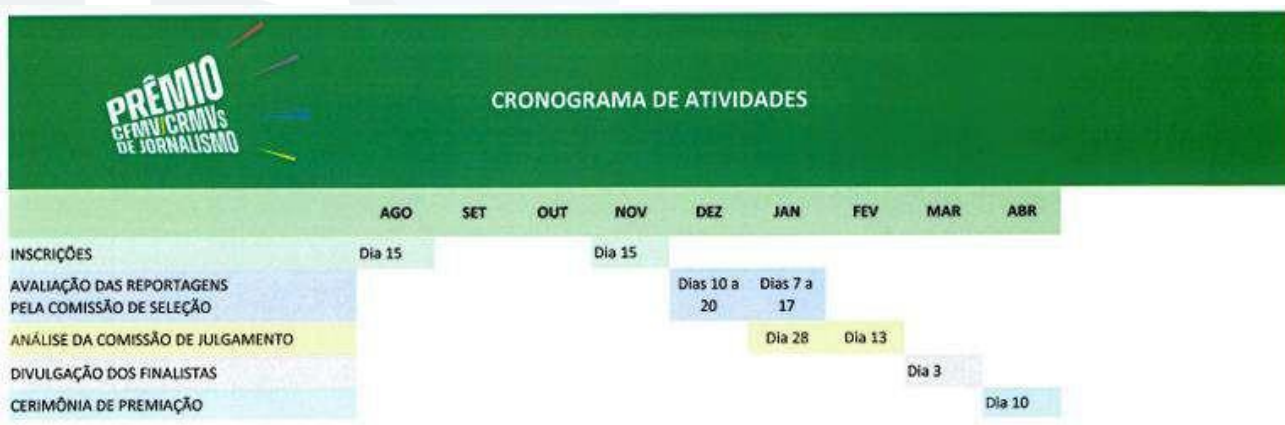 PRÊMIO
CFMV/CRMVs
DE JORNALISMO
CRONOGRAMA DE ATIVIDADES
AGO SET OUT NOV DEZ JAN FEV MAR ABR
INSCRIÇÕES Dia 15 Dia 15
AVALIAÇÃO DAS REPORTAGENS Dias 10 a Dias 7 a
PELA COMISSÃO DE SELEÇÃO 20 17
ANÁLISE DA COMISSÃO DE JULGAMENTO Dia 28 Dia 13
DIVULGAÇÃO DOS FINALISTAS Dia 3
CERIMÔNIA DE PREMIAÇÃO Dia 10